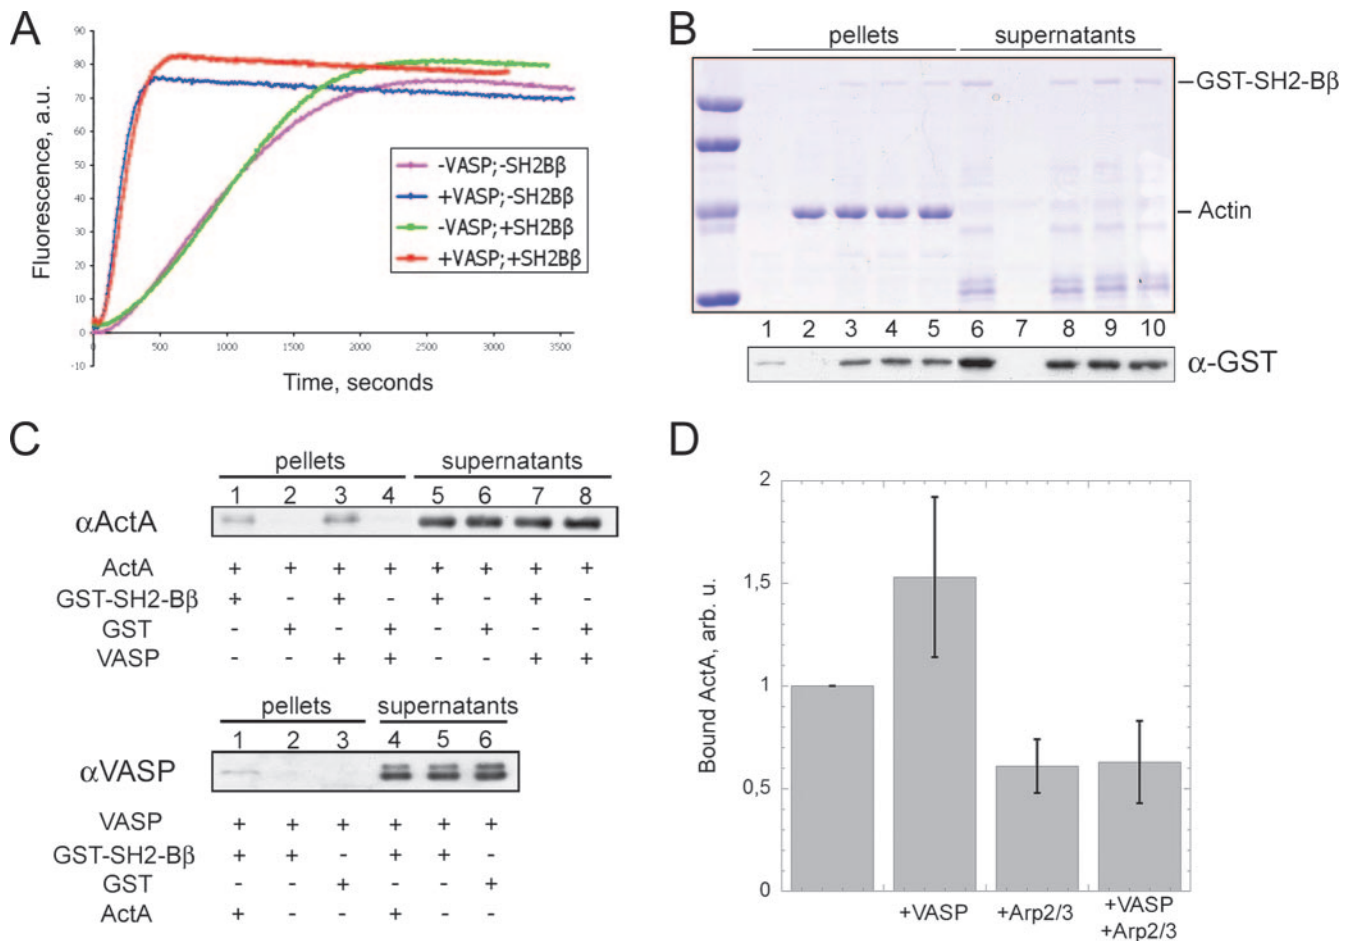 A
90
80
70
60
50
40
30
20
10
0
-10
0 500 1000 1500 2000 2500 3000 3500
Fluorescence, a.u.
Time, seconds
-VASP;-SH2Bβ
+VASP;-SH2Bβ
-VASP;+SH2Bβ
+VASP;+SH2Bβ
B
pellets supernatants
GST-SH2-Bβ
Actin
1 2 3 4 5 6 7 8 9 10
α-GST
C
pellets supernatants
1 2 3 4 5 6 7 8
αActA
ActA + + + + + + + +
GST-SH2-Bβ + - + - + - + -
GST - + - + - + - +
VASP - - + + - - + +
pellets supernatants
1 2 3 4 5 6
αVASP
VASP + + + + + +
GST-SH2-Bβ + + - + + -
GST - - + - - +
ActA + - - + - -
D
2
1,5
1
0,5
0
Bound ActA, arb. u.
+VASP +Arp2/3 +VASP
+Arp2/3